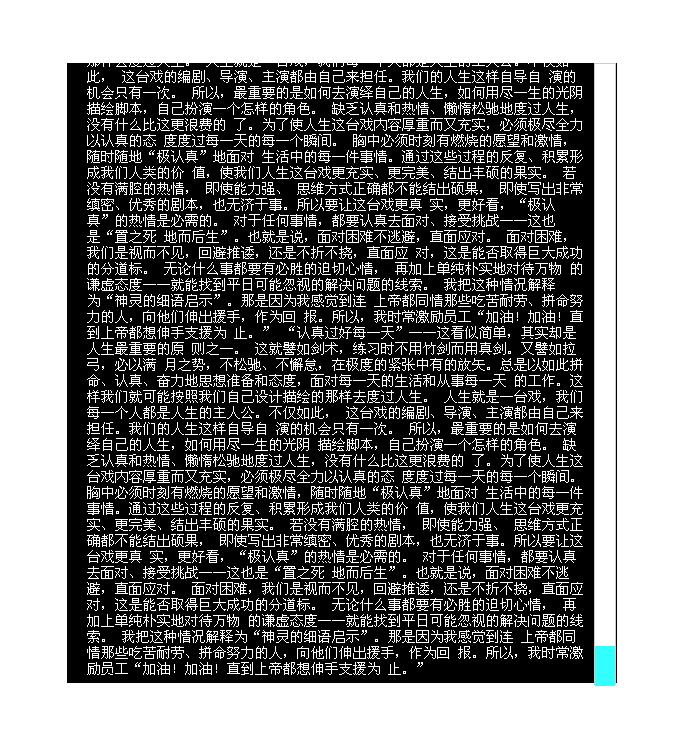 此， 这台戏的编剧、导演、主演都由自己来担任。我们的人生这样自导自 演的
机会只有一次。 所以，最重要的是如何去演绎自己的人生，如何用尽一生的光阴
描绘脚本，自己扮演一个怎样的角色。 缺乏认真和热情、懒惰松驰地度过人生，
没有什么比这更浪费的 了。为了使人生这台戏内容厚重而又充实，必须极尽全力
以认真的态 度度过每一天的每一个瞬间。 胸中必须时刻有燃烧的愿望和激情，
随时随地“极认真”地面对 生活中的每一件事情。通过这些过程的反复、积累形
成我们人类的价 值，使我们人生这台戏更充实、更完美、结出丰硕的果实。 若
没有满腔的热情， 即使能力强、 思维方式正确都不能结出硕果， 即使写出非常
缜密、优秀的剧本，也无济于事。所以要让这台戏更真 实，更好看，“极认
真”的热情是必需的。 对于任何事情，都要认真去面对、接受挑战——这也
是“置之死 地而后生”。也就是说，面对困难不逃避，直面应对。 面对困难，
我们是视而不见，回避推诿，还是不折不挠，直面应 对，这是能否取得巨大成功
的分道标。 无论什么事都要有必胜的迫切心情， 再加上单纯朴实地对待万物 的
谦虚态度——就能找到平日可能忽视的解决问题的线索。 我把这种情况解释
为“神灵的细语启示”。那是因为我感觉到连 上帝都同情那些吃苦耐劳、拼命努
力的人，向他们伸出援手，作为回 报。所以，我时常激励员工“加油！加油！直
到上帝都想伸手支援为 止。” “认真过好每一天”——这看似简单，其实却是
人生最重要的原 则之一。 这就譬如剑术，练习时不用竹剑而用真剑。又譬如拉
弓，必以满 月之势，不松驰、不懈怠，在极度的紧张中有的放矢。总是以如此拼
命、认真、奋力地思想准备和态度，面对每一天的生活和从事每一天 的工作。这
样我们就可能按照我们自己设计描绘的那样去度过人生。 人生就是一台戏，我们
每一个人都是人生的主人公。不仅如此， 这台戏的编剧、导演、主演都由自己来
担任。我们的人生这样自导自 演的机会只有一次。 所以，最重要的是如何去演
绎自己的人生，如何用尽一生的光阴 描绘脚本，自己扮演一个怎样的角色。 缺
乏认真和热情、懒惰松驰地度过人生，没有什么比这更浪费的 了。为了使人生这
台戏内容厚重而又充实，必须极尽全力以认真的态 度度过每一天的每一个瞬间。
胸中必须时刻有燃烧的愿望和激情，随时随地“极认真”地面对 生活中的每一件
事情。通过这些过程的反复、积累形成我们人类的价 值，使我们人生这台戏更充
实、更完美、结出丰硕的果实。 若没有满腔的热情， 即使能力强、 思维方式正
确都不能结出硕果， 即使写出非常缜密、优秀的剧本，也无济于事。所以要让这
台戏更真 实，更好看，“极认真”的热情是必需的。 对于任何事情，都要认真
去面对、接受挑战——这也是“置之死 地而后生”。也就是说，面对困难不逃
避，直面应对。 面对困难，我们是视而不见，回避推诿，还是不折不挠，直面应
对，这是能否取得巨大成功的分道标。 无论什么事都要有必胜的迫切心情， 再
加上单纯朴实地对待万物 的谦虚态度——就能找到平日可能忽视的解决问题的线
索。 我把这种情况解释为“神灵的细语启示”。那是因为我感觉到连 上帝都同
情那些吃苦耐劳、拼命努力的人，向他们伸出援手，作为回 报。所以，我时常激
励员工“加油！加油！直到上帝都想伸手支援为 止。”